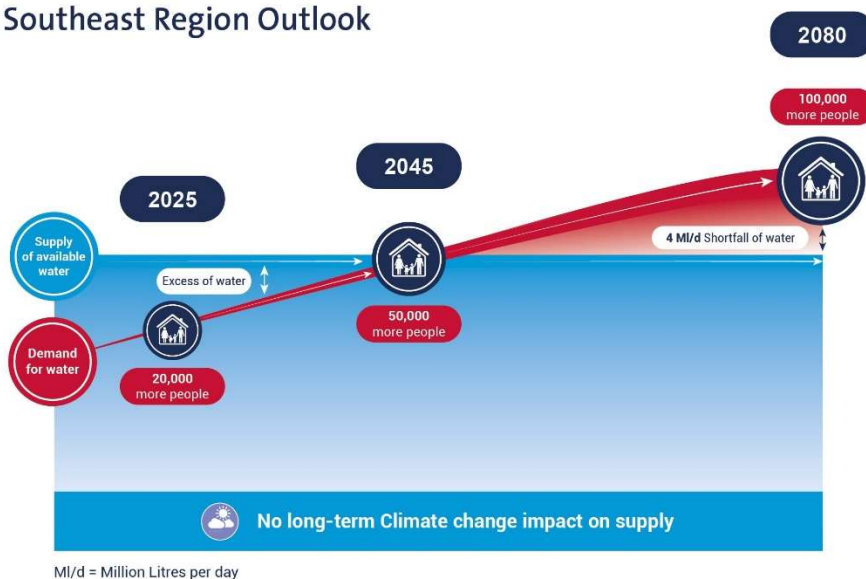 Southeast Region Outlook
2080
100,000
more people
2045
2025
Supply
of available
water
4 Ml/d Shortfall of water
Excess of water
50,000
more people
Demand
for water
20,000
more people
No long-term Climate change impact on supply
Ml/d = Million Litres per day